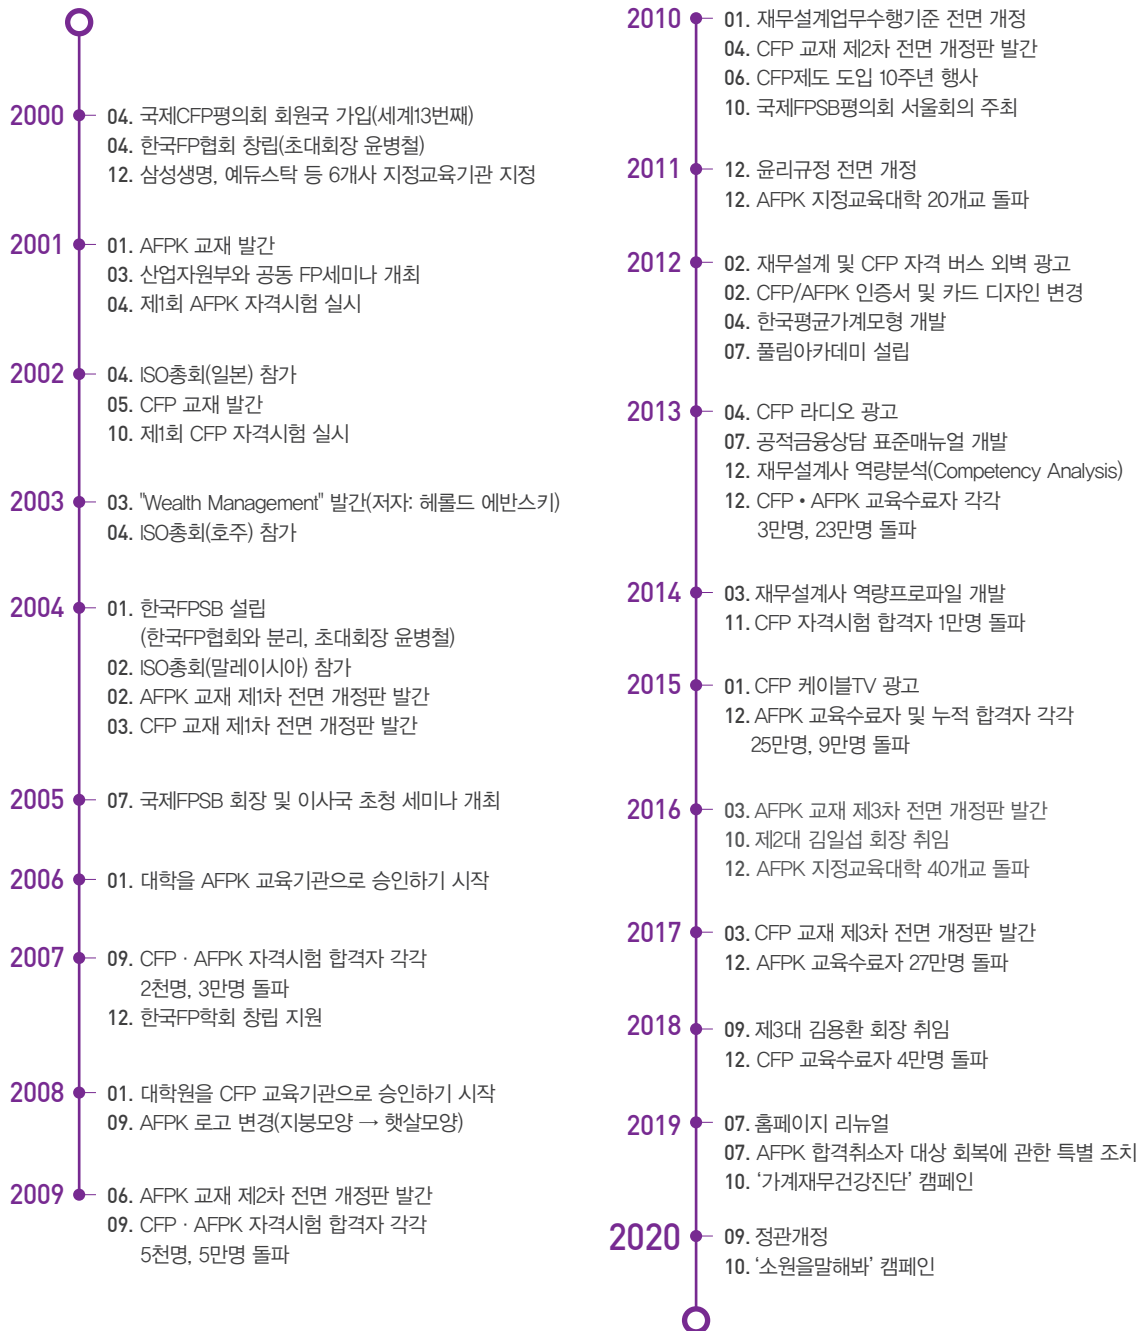 2000
04. 국제CFP평의회 회원국 가입(세계13번째)
04. 한국FP협회 창립(초대회장 윤병철)
12. 삼성생명, 에듀스탁 등 6개사 지정교육기관 지정
2001
01. AFPK 교재 발간
03. 산업자원부와 공동 FP세미나 개최
04. 제1회 AFPK 자격시험 실시
2002
04. ISO총회(일본) 참가
05. CFP 교재 발간
10. 제1회 CFP 자격시험 실시
2003
03. "Wealth Management" 발간(저자: 헤롤드 에반스키)
04. ISO총회(호주) 참가
2004
01. 한국FPSB 설립
(한국FP협회와 분리, 초대회장 윤병철)
02. ISO총회(말레이시아) 참가
02. AFPK 교재 제1차 전면 개정판 발간
03. CFP 교재 제1차 전면 개정판 발간
2005
07. 국제FPSB 회장 및 이사국 초청 세미나 개최
2006
01. 대학을 AFPK 교육기관으로 승인하기 시작
2007
09. CFP · AFPK 자격시험 합격자 각각
2천명, 3만명 돌파
12. 한국FP학회 창립 지원
2008
01. 대학원을 CFP 교육기관으로 승인하기 시작
09. AFPK 로고 변경(지붕모양 → 햇살모양)
2009
06. AFPK 교재 제2차 전면 개정판 발간
09. CFP · AFPK 자격시험 합격자 각각
5천명, 5만명 돌파
2010
01. 재무설계업무수행기준 전면 개정
04. CFP 교재 제2차 전면 개정판 발간
06. CFP제도 도입 10주년 행사
10. 국제FPSB평의회 서울회의 주최
2011
12. 윤리규정 전면 개정
12. AFPK 지정교육대학 20개교 돌파
2012
02. 재무설계 및 CFP 자격 버스 외벽 광고
02. CFP/AFPK 인증서 및 카드 디자인 변경
04. 한국평균가계모형 개발
07. 풀림아카데미 설립
2013
04. CFP 라디오 광고
07. 공적금융상담 표준매뉴얼 개발
12. 재무설계사 역량분석(Competency Analysis)
12. CFP • AFPK 교육수료자 각각
3만명, 23만명 돌파
2014
03. 재무설계사 역량프로파일 개발
11. CFP 자격시험 합격자 1만명 돌파
2015
01. CFP 케이블TV 광고
12. AFPK 교육수료자 및 누적 합격자 각각
25만명, 9만명 돌파
2016
03. AFPK 교재 제3차 전면 개정판 발간
10. 제2대 김일섭 회장 취임
12. AFPK 지정교육대학 40개교 돌파
2017
03. CFP 교재 제3차 전면 개정판 발간
12. AFPK 교육수료자 27만명 돌파
2018
09. 제3대 김용환 회장 취임
12. CFP 교육수료자 4만명 돌파
2019
07. 홈페이지 리뉴얼
07. AFPK 합격취소자 대상 회복에 관한 특별 조치
10. ‘가계재무건강진단’ 캠페인
2020
09. 정관개정
10. ‘소원을말해봐’ 캠페인